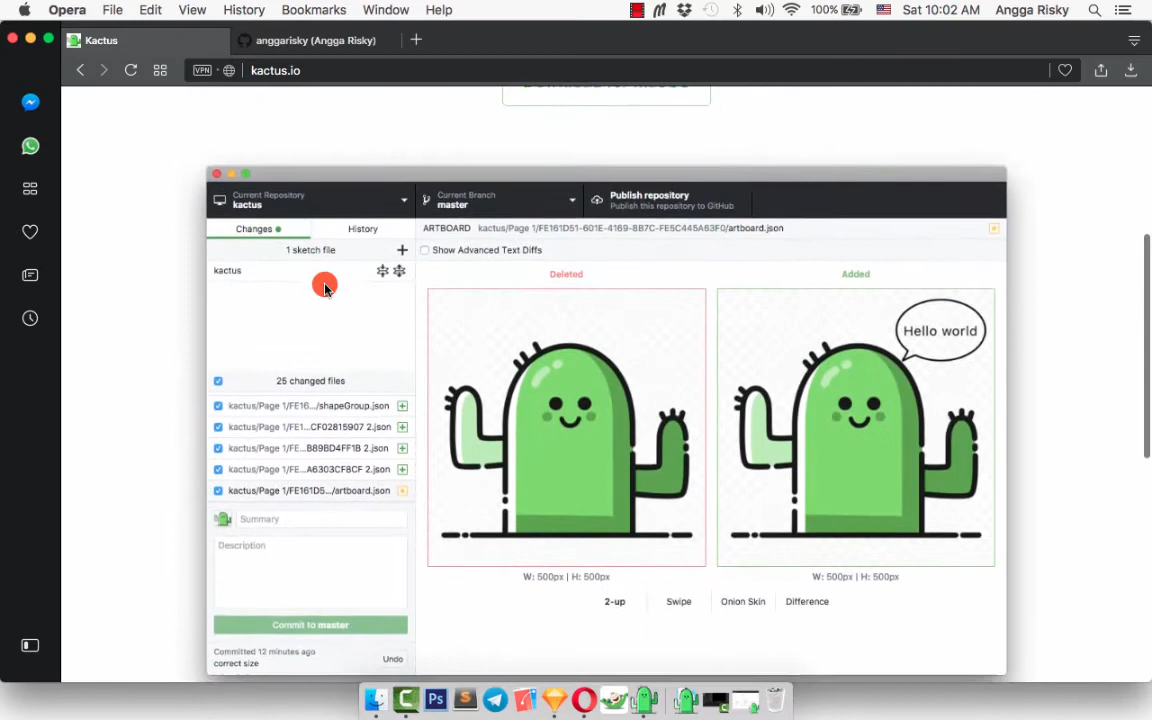 Opera File Edit View History Bookmarks Window Help 100% Sat 10:02 AM Angga Risky
Kactus anggarisky (Angga Risky)
VPN kactus.io
Current Repository
kactus
Current Branch
master
Publish repository
Publish this repository to GitHub
Changes History
ARTBOARD kactus/Page 1/FE161D51-601E-4169-8B7C-FE5C445A63F0/artboard.json
1 sketch file
Show Advanced Text Diffs
kactus
Deleted Added
Hello world
25 changed files
kactus/Page 1/FE16.../shapeGroup.json
kactus/Page 1/FE1...CF02815907 2.json
kactus/Page 1/FE...B89BD4FF1B 2.json
kactus/Page 1/FE...A6303CF8CF 2.json
kactus/Page 1/FE161D5.../artboard.json
Summary
Description
W: 500px | H: 500px W: 500px | H: 500px
2-up Swipe Onion Skin Difference
Commit to master
Committed 12 minutes ago
correct size
Undo
Ps
S